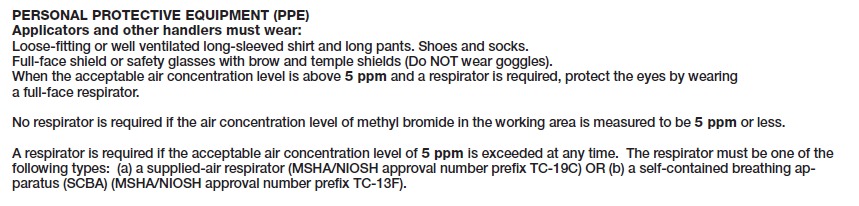 PERSONAL PROTECTIVE EQUIPMENT (PPE)
Applicators and other handlers must wear:
Loose-fitting or well ventilated long-sleeved shirt and long pants. Shoes and socks.
Full-face shield or safety glasses with brow and temple shields (Do NOT wear goggles).
When the acceptable air concentration level is above 5 ppm and a respirator is required, protect the eyes by wearing
a full-face respirator.
No respirator is required if the air concentration level of methyl bromide in the working area is measured to be 5 ppm or less.
A respirator is required if the acceptable air concentration level of 5 ppm is exceeded at any time. The respirator must be one of the
following types: (a) a supplied-air respirator (MSHA/NIOSH approval number prefix TC-19C) OR (b) a self-contained breathing ap-
paratus (SCBA) (MSHA/NIOSH approval number prefix TC-13F).